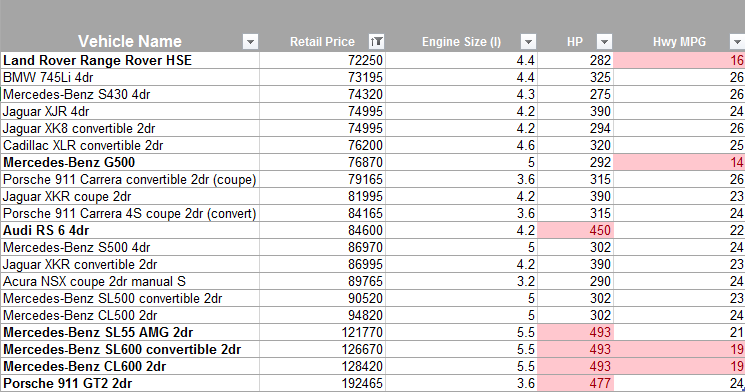 Vehicle Name Retail Price Engine Size (l) HP Hwy MPG
Land Rover Range Rover HSE 72250 4.4 282 16
BMW 745Li 4dr 73195 4.4 325 26
Mercedes-Benz S430 4dr 74320 4.3 275 26
Jaguar XJR 4dr 74995 4.2 390 24
Jaguar XK8 convertible 2dr 74995 4.2 294 26
Cadillac XLR convertible 2dr 76200 4.6 320 25
Mercedes-Benz G500 76870 5 292 14
Porsche 911 Carrera convertible 2dr (coupe) 79165 3.6 315 26
Jaguar XKR coupe 2dr 81995 4.2 390 23
Porsche 911 Carrera 4S coupe 2dr (convert) 84165 3.6 315 24
Audi RS 6 4dr 84600 4.2 450 22
Mercedes-Benz S500 4dr 86970 5 302 24
Jaguar XKR convertible 2dr 86995 4.2 390 23
Acura NSX coupe 2dr manual S 89765 3.2 290 24
Mercedes-Benz SL500 convertible 2dr 90520 5 302 23
Mercedes-Benz CL500 2dr 94820 5 302 24
Mercedes-Benz SL55 AMG 2dr 121770 5.5 493 21
Mercedes-Benz SL600 convertible 2dr 126670 5.5 493 19
Mercedes-Benz CL600 2dr 128420 5.5 493 19
Porsche 911 GT2 2dr 192465 3.6 477 24